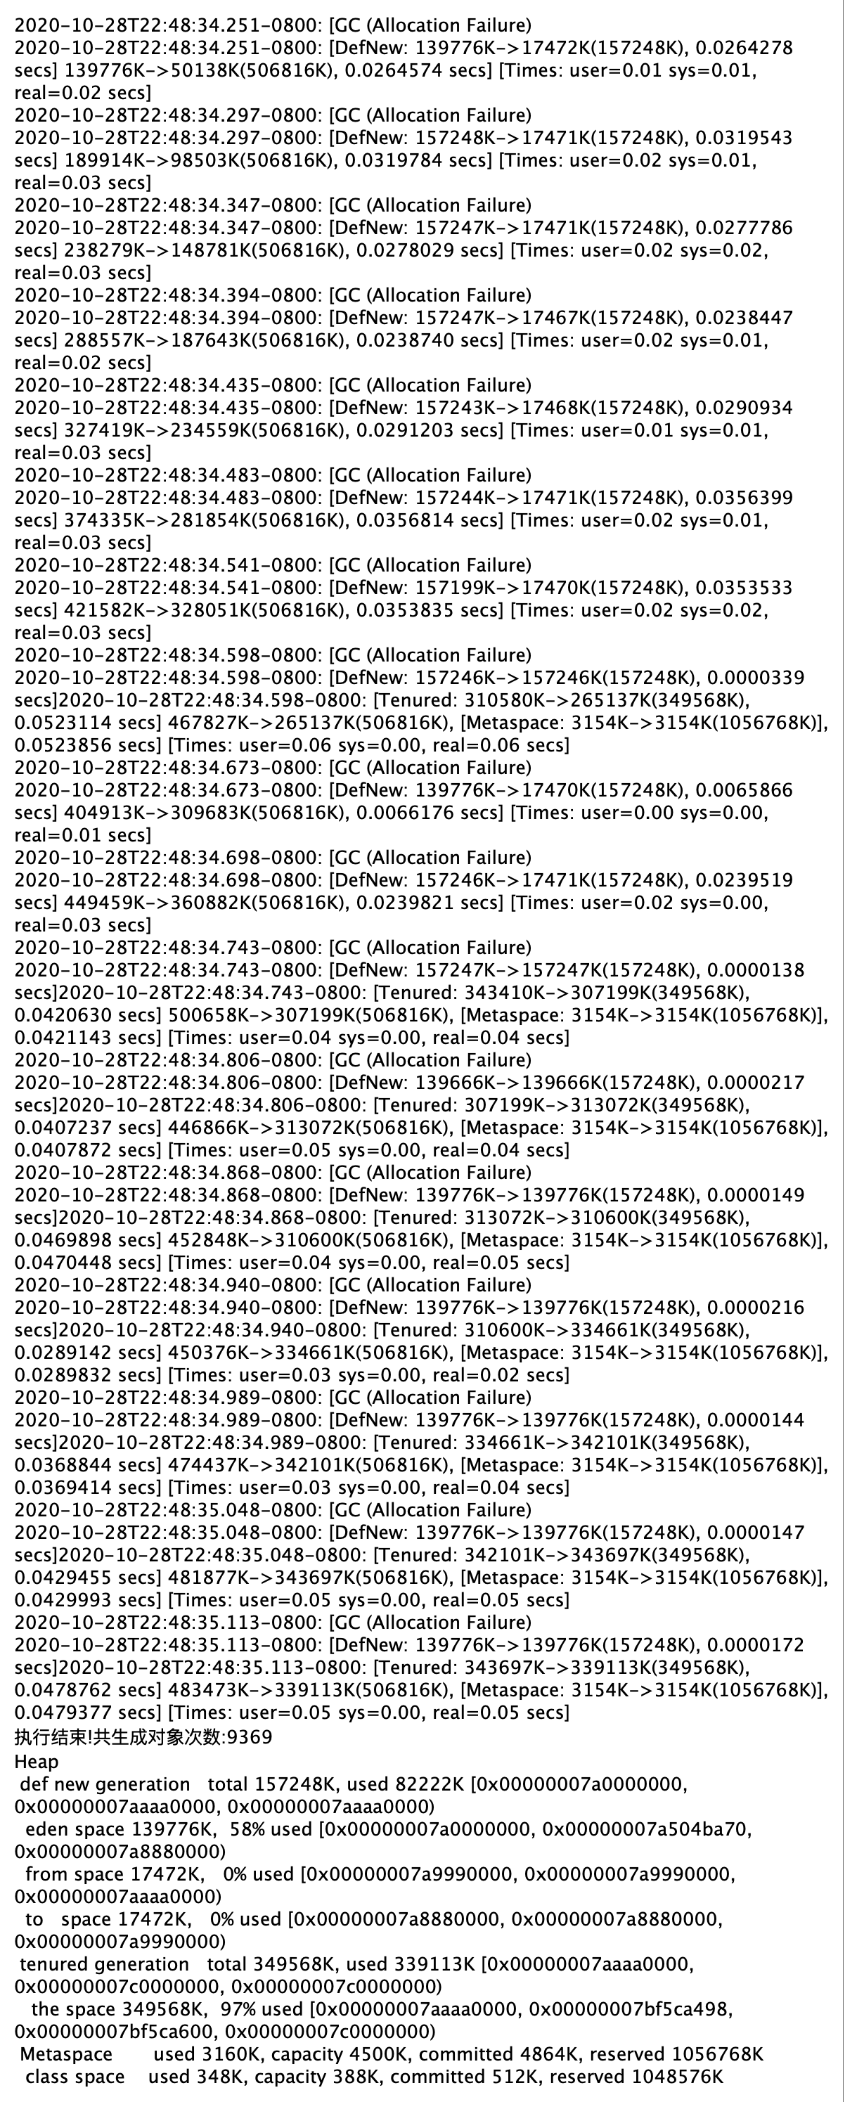 2020-10-28T22:48:34.251-0800: [GC (Allocation Failure)
2020-10-28T22:48:34.251-0800: [DefNew: 139776K->17472K(157248K), 0.0264278
secs] 139776K->50138K(506816K), 0.0264574 secs] [Times: user=0.01 sys=0.01,
real=0.02 secs]
2020-10-28T22:48:34.297-0800: [GC (Allocation Failure)
2020-10-28T22:48:34.297-0800: [DefNew: 157248K->17471K(157248K), 0.0319543
secs] 189914K->98503K(506816K), 0.0319784 secs] [Times: user=0.02 sys=0.01,
real=0.03 secs]
2020-10-28T22:48:34.347-0800: [GC (Allocation Failure)
2020-10-28T22:48:34.347-0800: [DefNew: 157247K->17471K(157248K), 0.0277786
secs] 238279K->148781K(506816K), 0.0278029 secs] [Times: user=0.02 sys=0.02,
real=0.03 secs]
2020-10-28T22:48:34.394-0800: [GC (Allocation Failure)
2020-10-28T22:48:34.394-0800: [DefNew: 157247K->17467K(157248K), 0.0238447
secs] 288557K->187643K(506816K), 0.0238740 secs] [Times: user=0.02 sys=0.01,
real=0.02 secs]
2020-10-28T22:48:34.435-0800: [GC (Allocation Failure)
2020-10-28T22:48:34.435-0800: [DefNew: 157243K->17468K(157248K), 0.0290934
secs] 327419K->234559K(506816K), 0.0291203 secs] [Times: user=0.01 sys=0.01,
real=0.03 secs]
2020-10-28T22:48:34.483-0800: [GC (Allocation Failure)
2020-10-28T22:48:34.483-0800: [DefNew: 157244K->17471K(157248K), 0.0356399
secs] 374335K->281854K(506816K), 0.0356814 secs] [Times: user=0.02 sys=0.01,
real=0.03 secs]
2020-10-28T22:48:34.541-0800: [GC (Allocation Failure)
2020-10-28T22:48:34.541-0800: [DefNew: 157199K->17470K(157248K), 0.0353533
secs] 421582K->328051K(506816K), 0.0353835 secs] [Times: user=0.02 sys=0.02,
real=0.03 secs]
2020-10-28T22:48:34.598-0800: [GC (Allocation Failure)
2020-10-28T22:48:34.598-0800: [DefNew: 157246K->157246K(157248K), 0.0000339
secs]2020-10-28T22:48:34.598-0800: [Tenured: 310580K->265137K(349568K),
0.0523114 secs] 467827K->265137K(506816K), [Metaspace: 3154K->3154K(1056768K)],
0.0523856 secs] [Times: user=0.06 sys=0.00, real=0.06 secs]
2020-10-28T22:48:34.673-0800: [GC (Allocation Failure)
2020-10-28T22:48:34.673-0800: [DefNew: 139776K->17470K(157248K), 0.0065866
secs] 404913K->309683K(506816K), 0.0066176 secs] [Times: user=0.00 sys=0.00,
real=0.01 secs]
2020-10-28T22:48:34.698-0800: [GC (Allocation Failure)
2020-10-28T22:48:34.698-0800: [DefNew: 157246K->17471K(157248K), 0.0239519
secs] 449459K->360882K(506816K), 0.0239821 secs] [Times: user=0.02 sys=0.00,
real=0.03 secs]
2020-10-28T22:48:34.743-0800: [GC (Allocation Failure)
2020-10-28T22:48:34.743-0800: [DefNew: 157247K->157247K(157248K), 0.0000138
secs]2020-10-28T22:48:34.743-0800: [Tenured: 343410K->307199K(349568K),
0.0420630 secs] 500658K->307199K(506816K), [Metaspace: 3154K->3154K(1056768K)],
0.0421143 secs] [Times: user=0.04 sys=0.00, real=0.04 secs]
2020-10-28T22:48:34.806-0800: [GC (Allocation Failure)
2020-10-28T22:48:34.806-0800: [DefNew: 139666K->139666K(157248K), 0.0000217
secs]2020-10-28T22:48:34.806-0800: [Tenured: 307199K->313072K(349568K),
0.0407237 secs] 446866K->313072K(506816K), [Metaspace: 3154K->3154K(1056768K)],
0.0407872 secs] [Times: user=0.05 sys=0.00, real=0.04 secs]
2020-10-28T22:48:34.868-0800: [GC (Allocation Failure)
2020-10-28T22:48:34.868-0800: [DefNew: 139776K->139776K(157248K), 0.0000149
secs]2020-10-28T22:48:34.868-0800: [Tenured: 313072K->310600K(349568K),
0.0469898 secs] 452848K->310600K(506816K), [Metaspace: 3154K->3154K(1056768K)],
0.0470448 secs] [Times: user=0.04 sys=0.00, real=0.05 secs]
2020-10-28T22:48:34.940-0800: [GC (Allocation Failure)
2020-10-28T22:48:34.940-0800: [DefNew: 139776K->139776K(157248K), 0.0000216
secs]2020-10-28T22:48:34.940-0800: [Tenured: 310600K->334661K(349568K),
0.0289142 secs] 450376K->334661K(506816K), [Metaspace: 3154K->3154K(1056768K)],
0.0289832 secs] [Times: user=0.03 sys=0.00, real=0.02 secs]
2020-10-28T22:48:34.989-0800: [GC (Allocation Failure)
2020-10-28T22:48:34.989-0800: [DefNew: 139776K->139776K(157248K), 0.0000144
secs]2020-10-28T22:48:34.989-0800: [Tenured: 334661K->342101K(349568K),
0.0368844 secs] 474437K->342101K(506816K), [Metaspace: 3154K->3154K(1056768K)],
0.0369414 secs] [Times: user=0.03 sys=0.00, real=0.04 secs]
2020-10-28T22:48:35.048-0800: [GC (Allocation Failure)
2020-10-28T22:48:35.048-0800: [DefNew: 139776K->139776K(157248K), 0.0000147
secs]2020-10-28T22:48:35.048-0800: [Tenured: 342101K->343697K(349568K),
0.0429455 secs] 481877K->343697K(506816K), [Metaspace: 3154K->3154K(1056768K)],
0.0429993 secs] [Times: user=0.05 sys=0.00, real=0.05 secs]
2020-10-28T22:48:35.113-0800: [GC (Allocation Failure)
2020-10-28T22:48:35.113-0800: [DefNew: 139776K->139776K(157248K), 0.0000172
secs]2020-10-28T22:48:35.113-0800: [Tenured: 343697K->339113K(349568K),
0.0478762 secs] 483473K->339113K(506816K), [Metaspace: 3154K->3154K(1056768K)],
0.0479377 secs] [Times: user=0.05 sys=0.00, real=0.05 secs]
执行结束!共生成对象次数:9369
Heap
def new generation   total 157248K, used 82222K [0x00000007a0000000,
0x00000007aaaa0000, 0x00000007aaaa0000)
eden space 139776K,  58% used [0x00000007a0000000, 0x00000007a504ba70,
0x00000007a8880000)
from space 17472K,   0% used [0x00000007a9990000, 0x00000007a9990000,
0x00000007aaaa0000)
to   space 17472K,   0% used [0x00000007a8880000, 0x00000007a8880000,
0x00000007a9990000)
tenured generation   total 349568K, used 339113K [0x00000007aaaa0000,
0x00000007c0000000, 0x00000007c0000000)
the space 349568K,  97% used [0x00000007aaaa0000, 0x00000007bf5ca498,
0x00000007bf5ca600, 0x00000007c0000000)
Metaspace       used 3160K, capacity 4500K, committed 4864K, reserved 1056768K
class space    used 348K, capacity 388K, committed 512K, reserved 1048576K